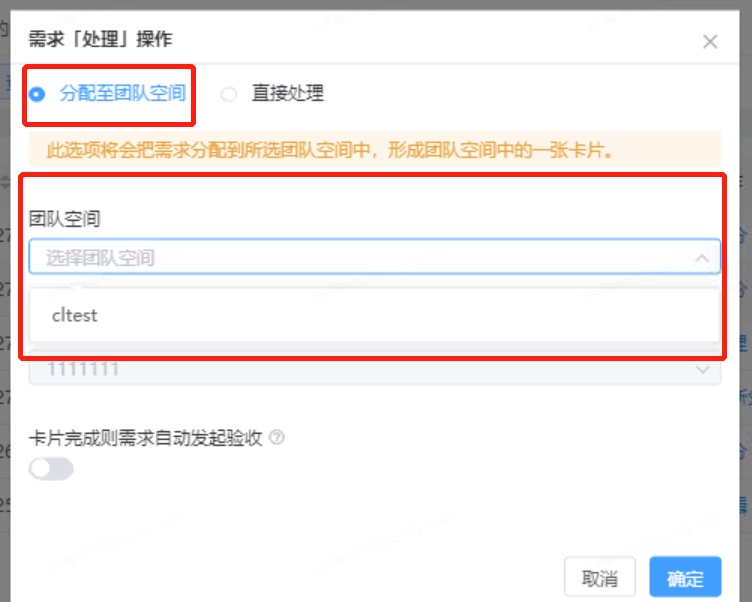 需求「处理」操作
分配至团队空间
直接处理
此选项将会把需求分配到所选团队空间中，形成团队空间中的一张卡片。
团队空间
选择团队空间
cltest
1111111
卡片完成则需求自动发起验收
取消
确定